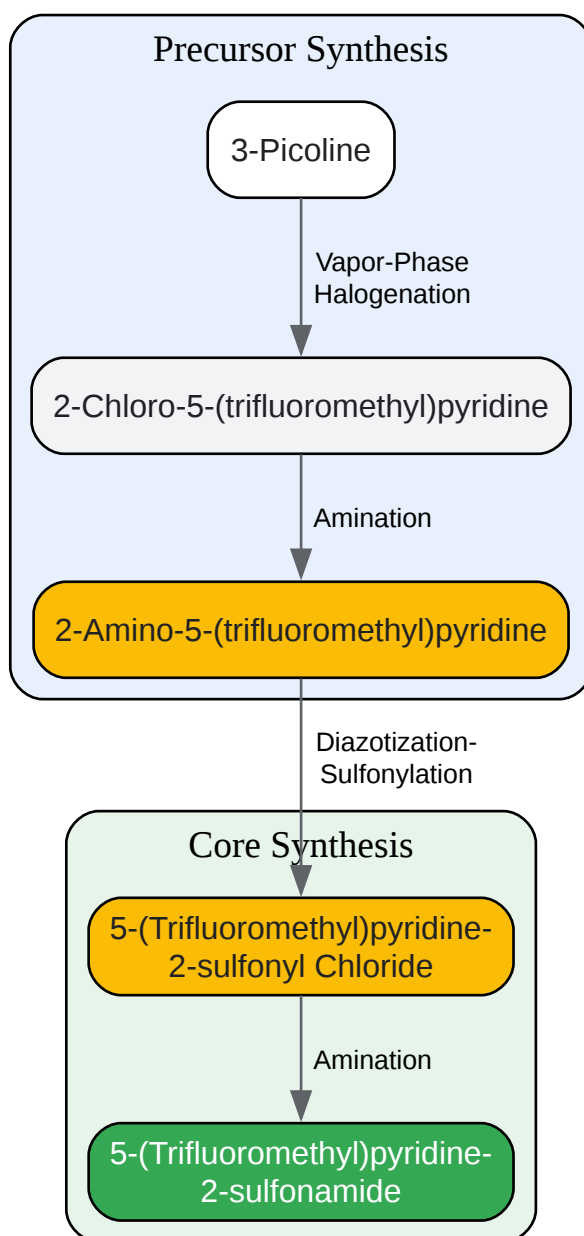 Precursor Synthesis
3-Picoline
Vapor-Phase
Halogenation
2-Chloro-5-(trifluoromethyl)pyridine
Amination
2-Amino-5-(trifluoromethyl)pyridine
Diazotization-
Sulfonylation
Core Synthesis
5-(Trifluoromethyl)pyridine-
2-sulfonyl Chloride
Amination
5-(Trifluoromethyl)pyridine-
2-sulfonamide